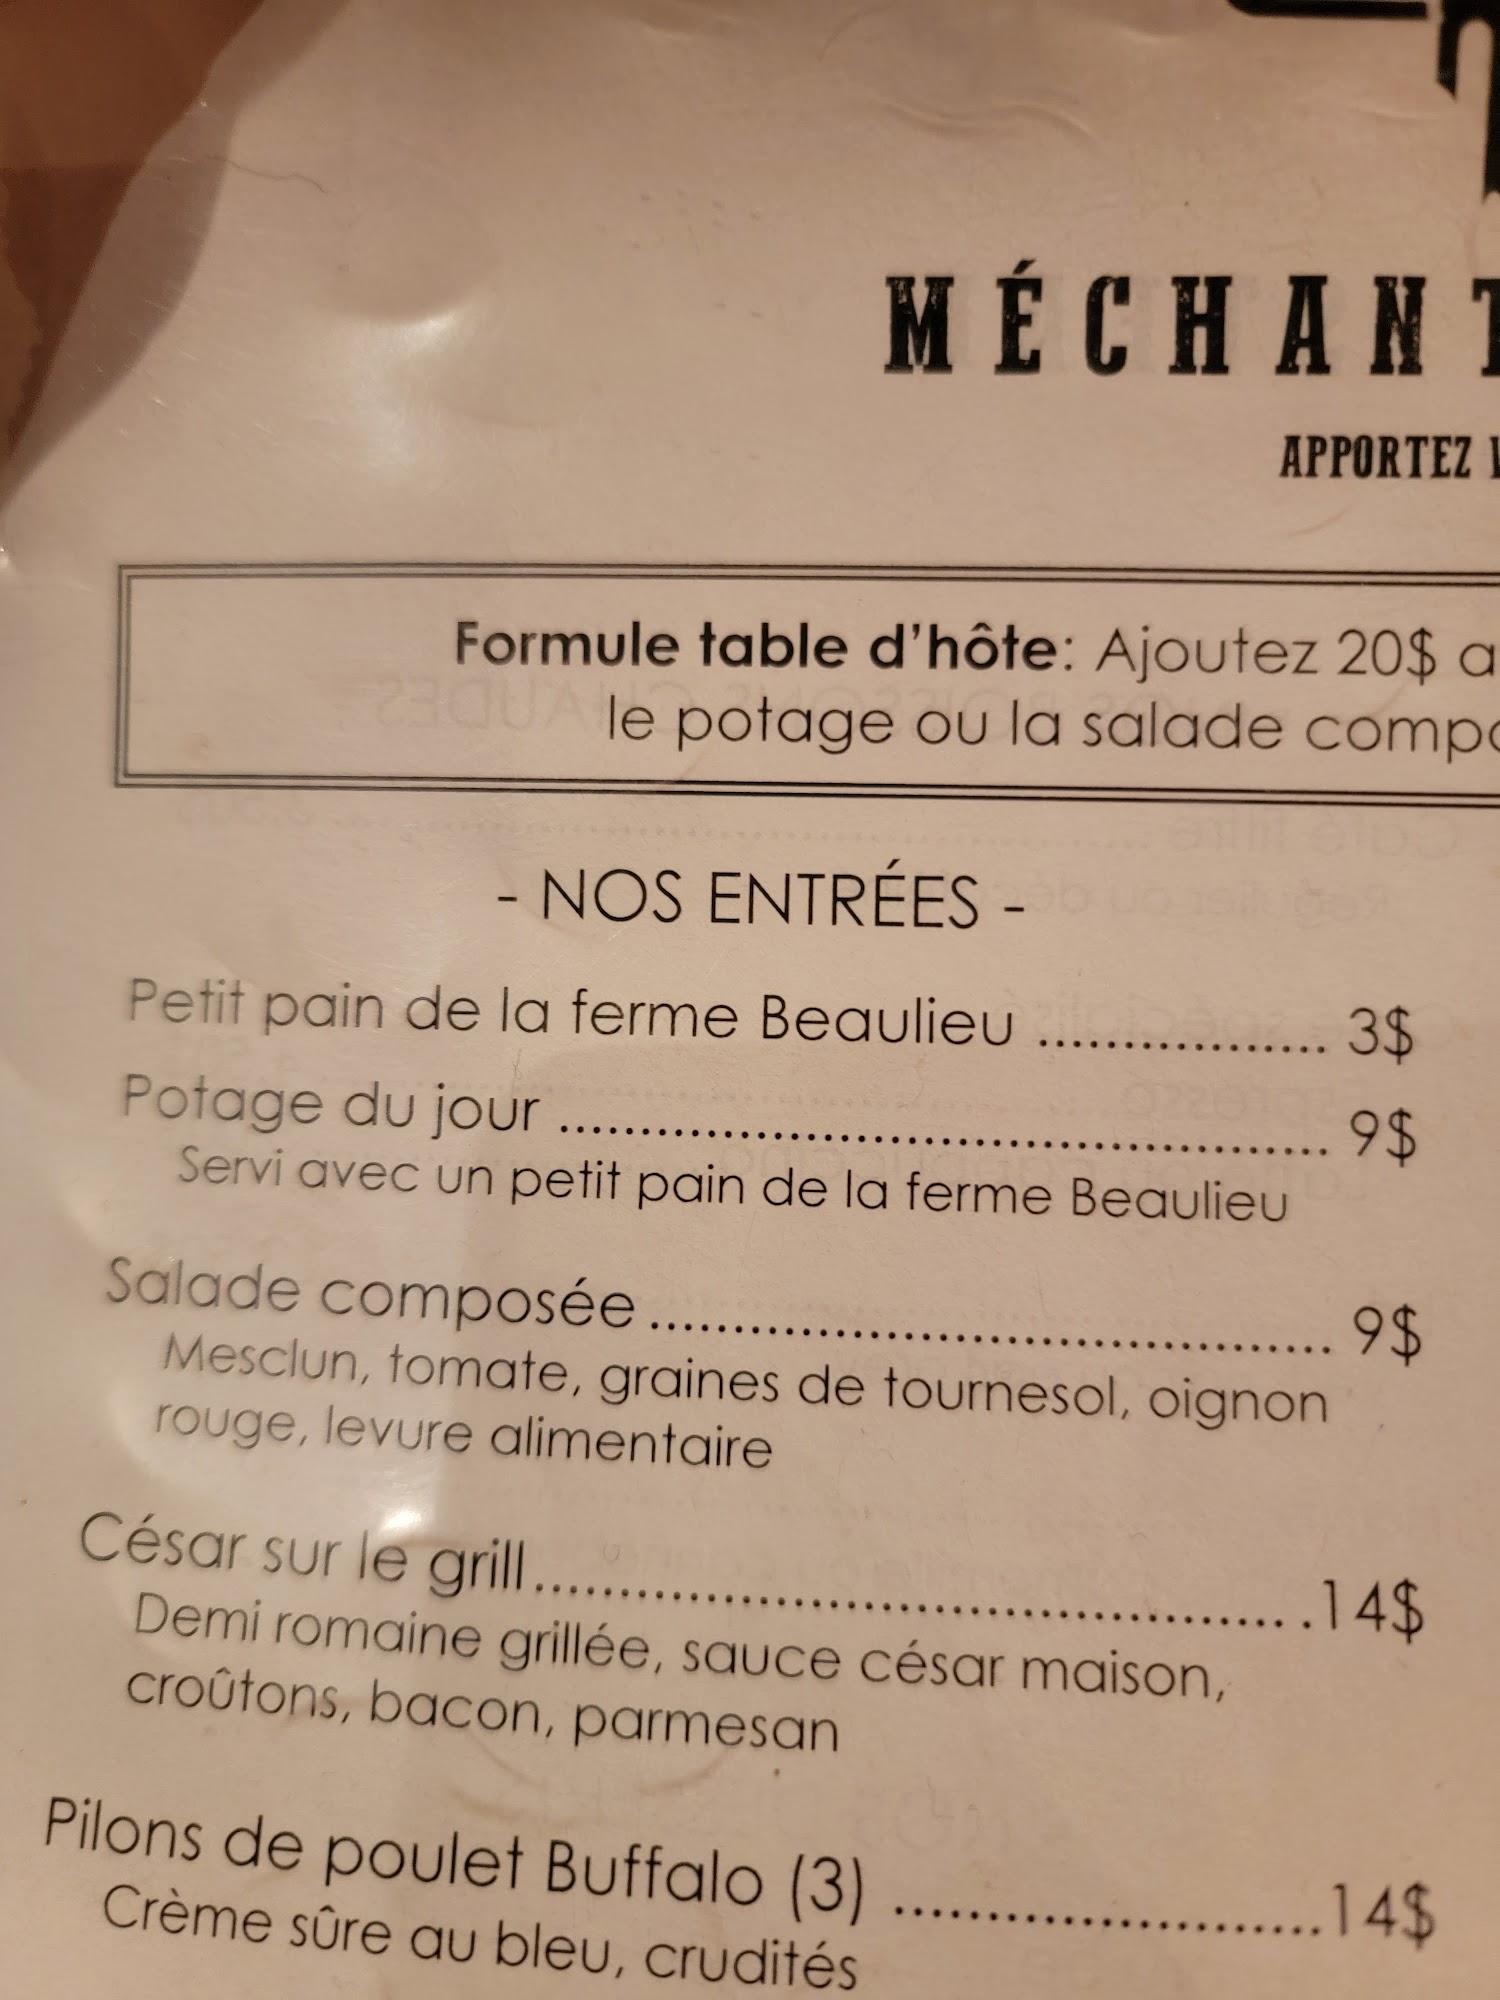 MÉCHANT
APPORTEZ
Formule table d'hôte: Ajoutez 20$
le potage ou la salade
- NOS ENTRÉES -
Petit pain de la ferme Beaulieu ................. 3$
Potage du jour ................................................ 9$
Servi avec un petit pain de la ferme Beaulieu
Salade composée .......................................... 9$
Mesclun, tomate, graines de tournesol, oignon
rouge, levure alimentaire
César sur le grill ................................................ 14$
Demi romaine grillée, sauce césar maison,
croûtons, bacon, parmesan
Pilons de poulet Buffalo (3) ....................... 14$
Crème sûre au bleu, crudités